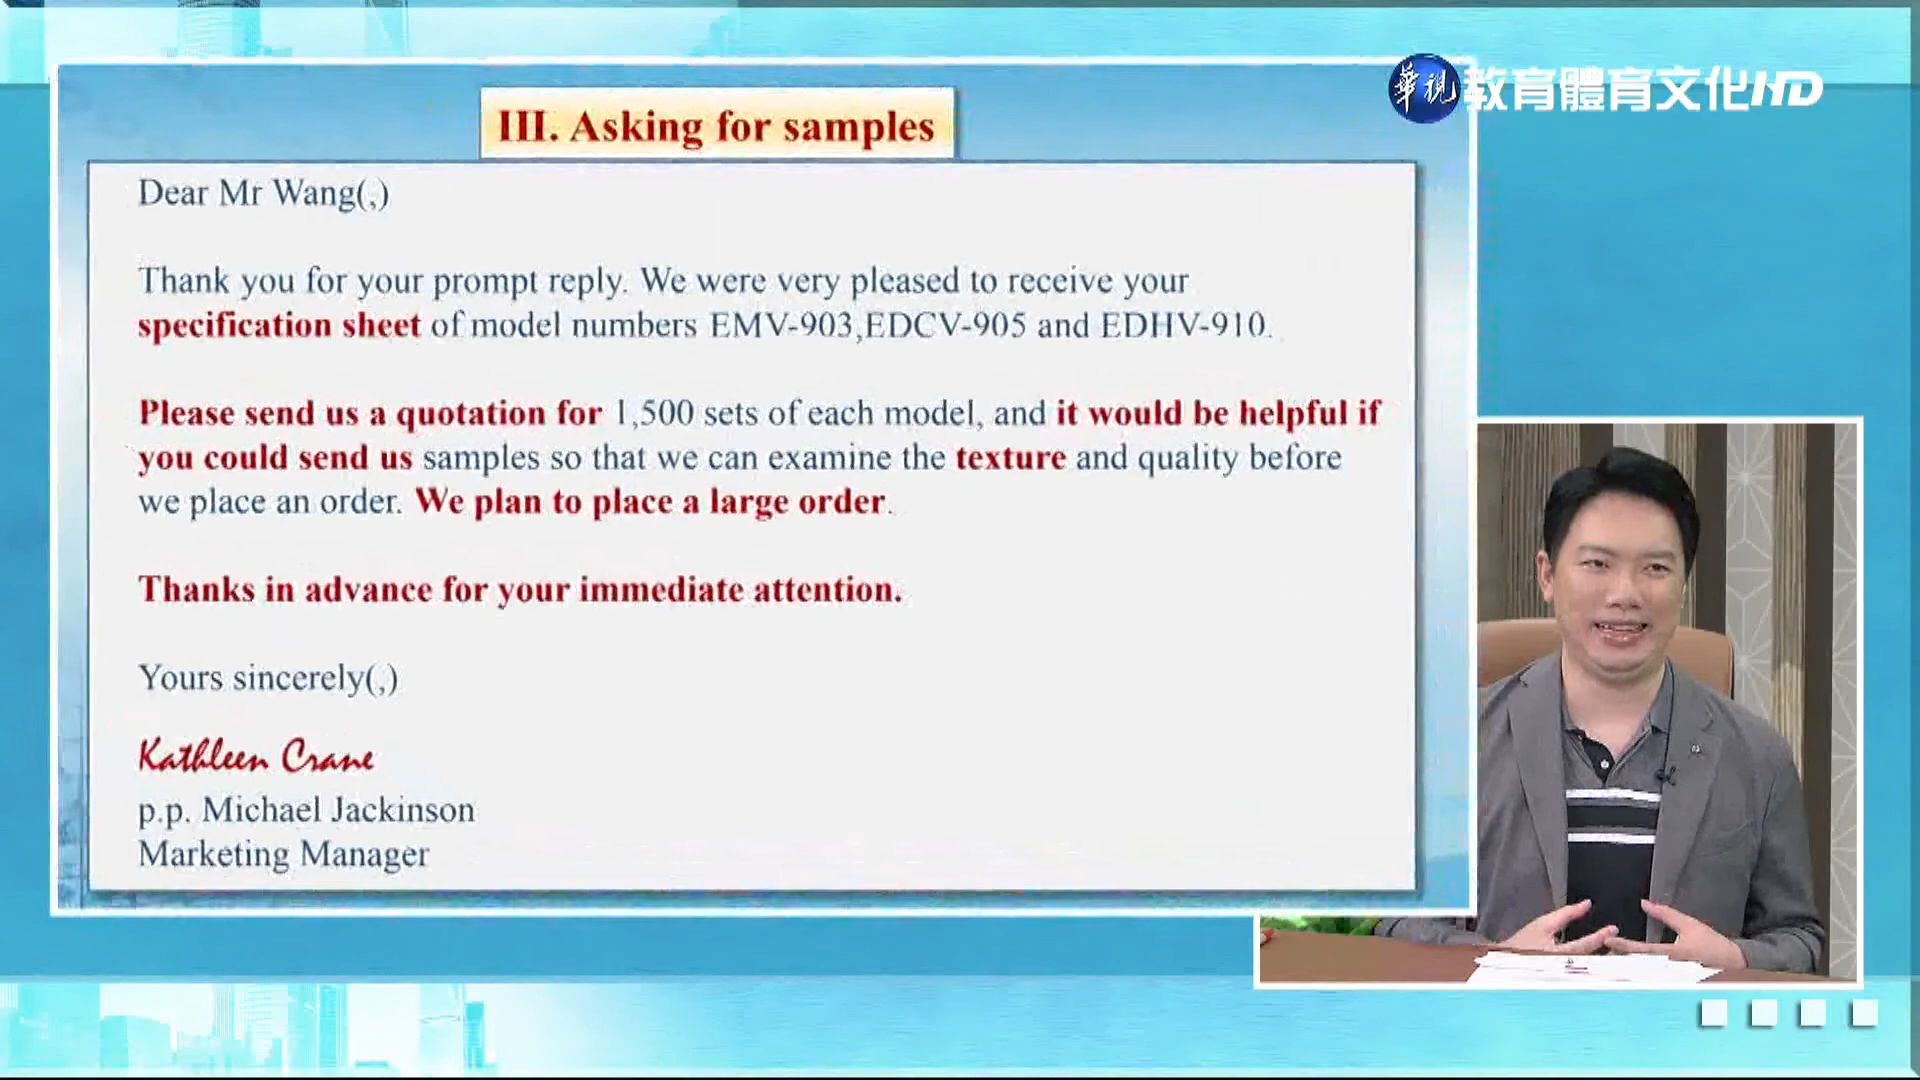 華視 教育體育文化HD
III. Asking for samples
Dear Mr Wang(,)
Thank you for your prompt reply. We were very pleased to receive your
specification sheet of model numbers EMV-903,EDCV-905 and EDHV-910.
Please send us a quotation for 1,500 sets of each model, and it would be helpful if
you could send us samples so that we can examine the texture and quality before
we place an order. We plan to place a large order.
Thanks in advance for your immediate attention.
Yours sincerely(,)
Kathleen Crane
p.p. Michael Jackinson
Marketing Manager